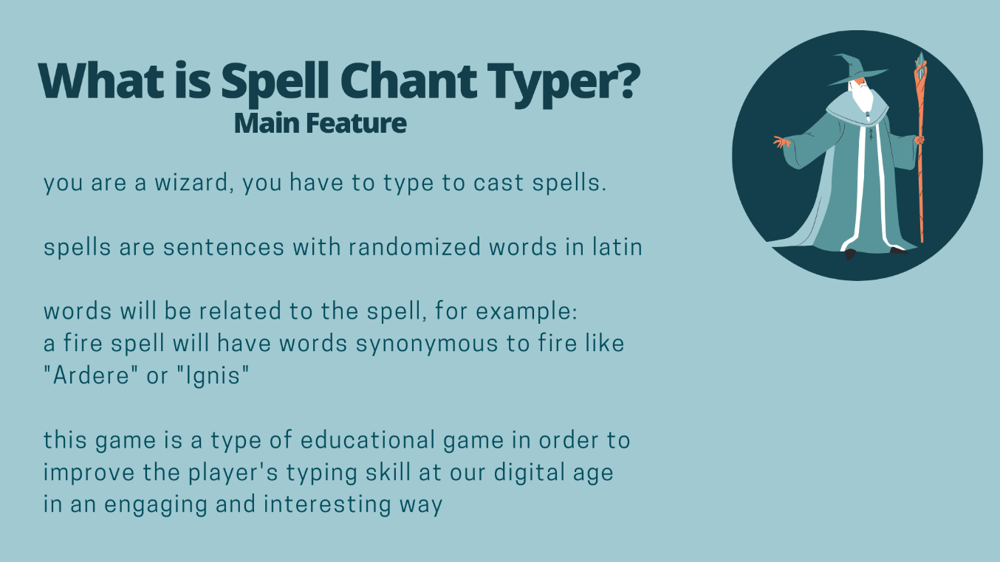 What is Spell Chant Typer?
Main Feature
you are a wizard, you have to type to cast spells.
spells are sentences with randomized words in latin
words will be related to the spell, for example:
a fire spell will have words synonymous to fire like
"Ardere" or "Ignis"
this game is a type of educational game in order to
improve the player's typing skill at our digital age
in an engaging and interesting way